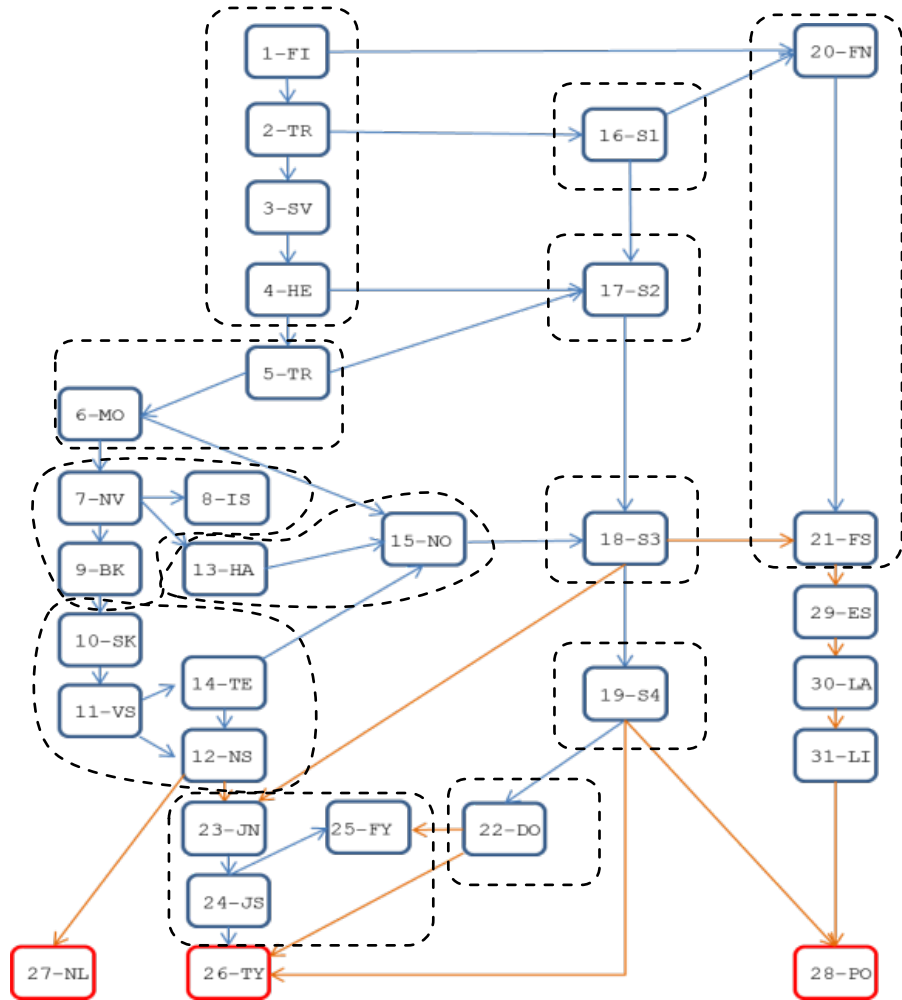 1-FI
20-FN
2-TR
16-S1
3-SV
4-HE
17-S2
5-TR
6-MO
7-NV
8-IS
15-NO
18-S3
21-FS
9-BK
13-HA
29-ES
10-SK
14-TE
30-LA
11-VS
19-S4
12-NS
31-LI
23-JN
25-FY
22-DO
24-JS
27-NL
26-TY
28-PO